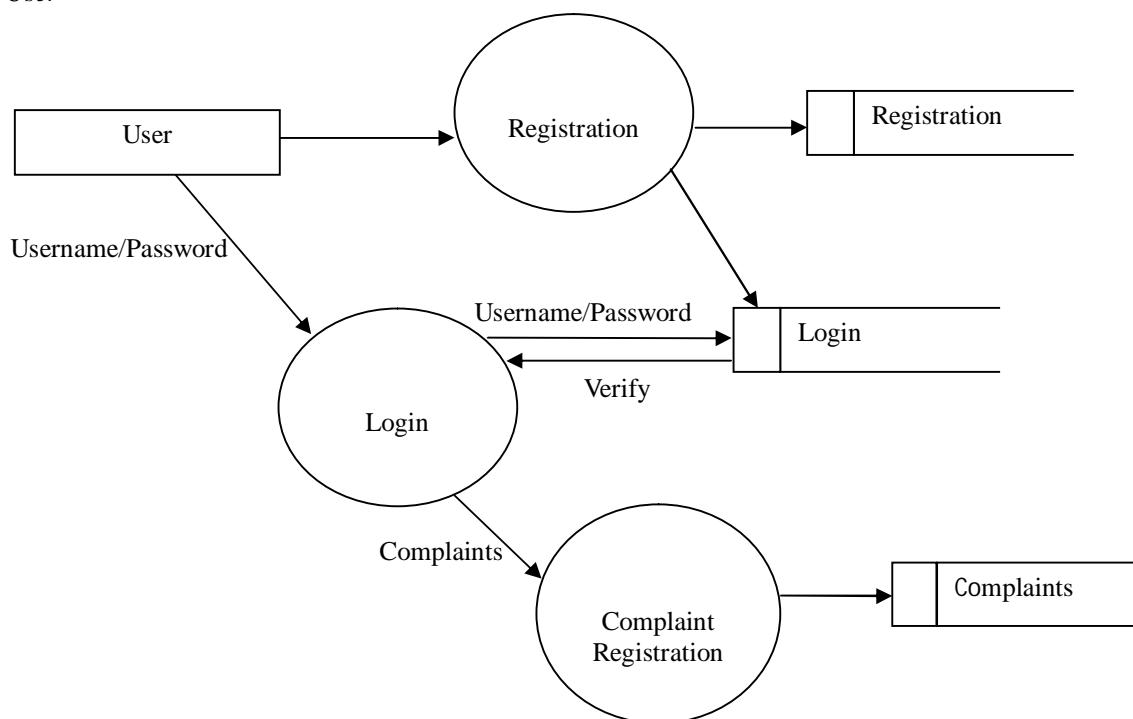 User
Registration
Registration
Username/Password
Username/Password
Login
Verify
Login
Complaints
Complaints
Complaint
Registration